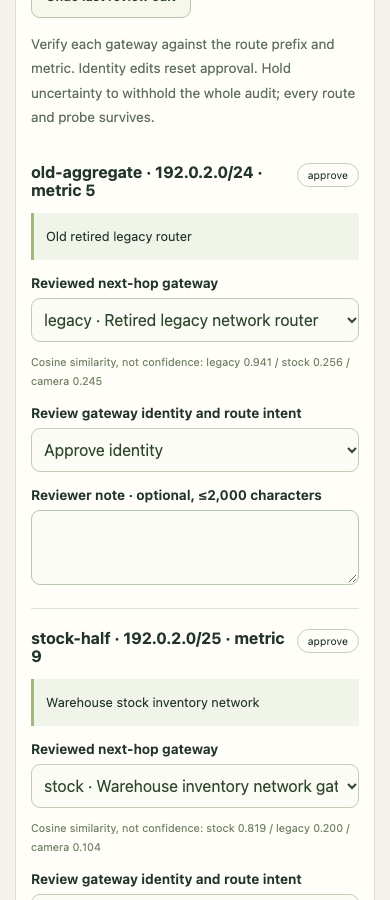 Verify each gateway against the route prefix and
metric. Identity edits reset approval. Hold
uncertainty to withhold the whole audit; every route
and probe survives.
old-aggregate · 192.0.2.0/24 ·
metric 5
approve
Old retired legacy router
Reviewed next-hop gateway
legacy · Retired legacy network router
Cosine similarity, not confidence: legacy 0.941 / stock 0.256 /
camera 0.245
Review gateway identity and route intent
Approve identity
Reviewer note · optional, ≤2,000 characters
stock-half · 192.0.2.0/25 · metric
9
approve
Warehouse stock inventory network
Reviewed next-hop gateway
stock · Warehouse inventory network gat
Cosine similarity, not confidence: stock 0.819 / legacy 0.200 /
camera 0.104
Review gateway identity and route intent